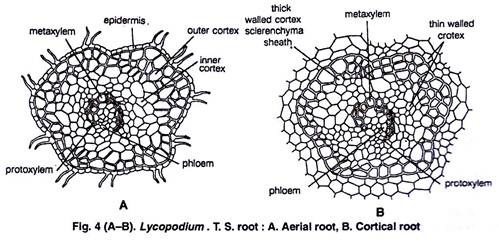 metaxylem
epidermis
outer cortex
inner
cortex
protoxylem
phloem
A
thick
walled cortex
sclerenchyma
sheath
metaxylem
thin walled
crotex
phloem
protoxylem
B
Fig. 4 (A–B). Lycopodium . T. S. root : A. Aerial root, B. Cortical root